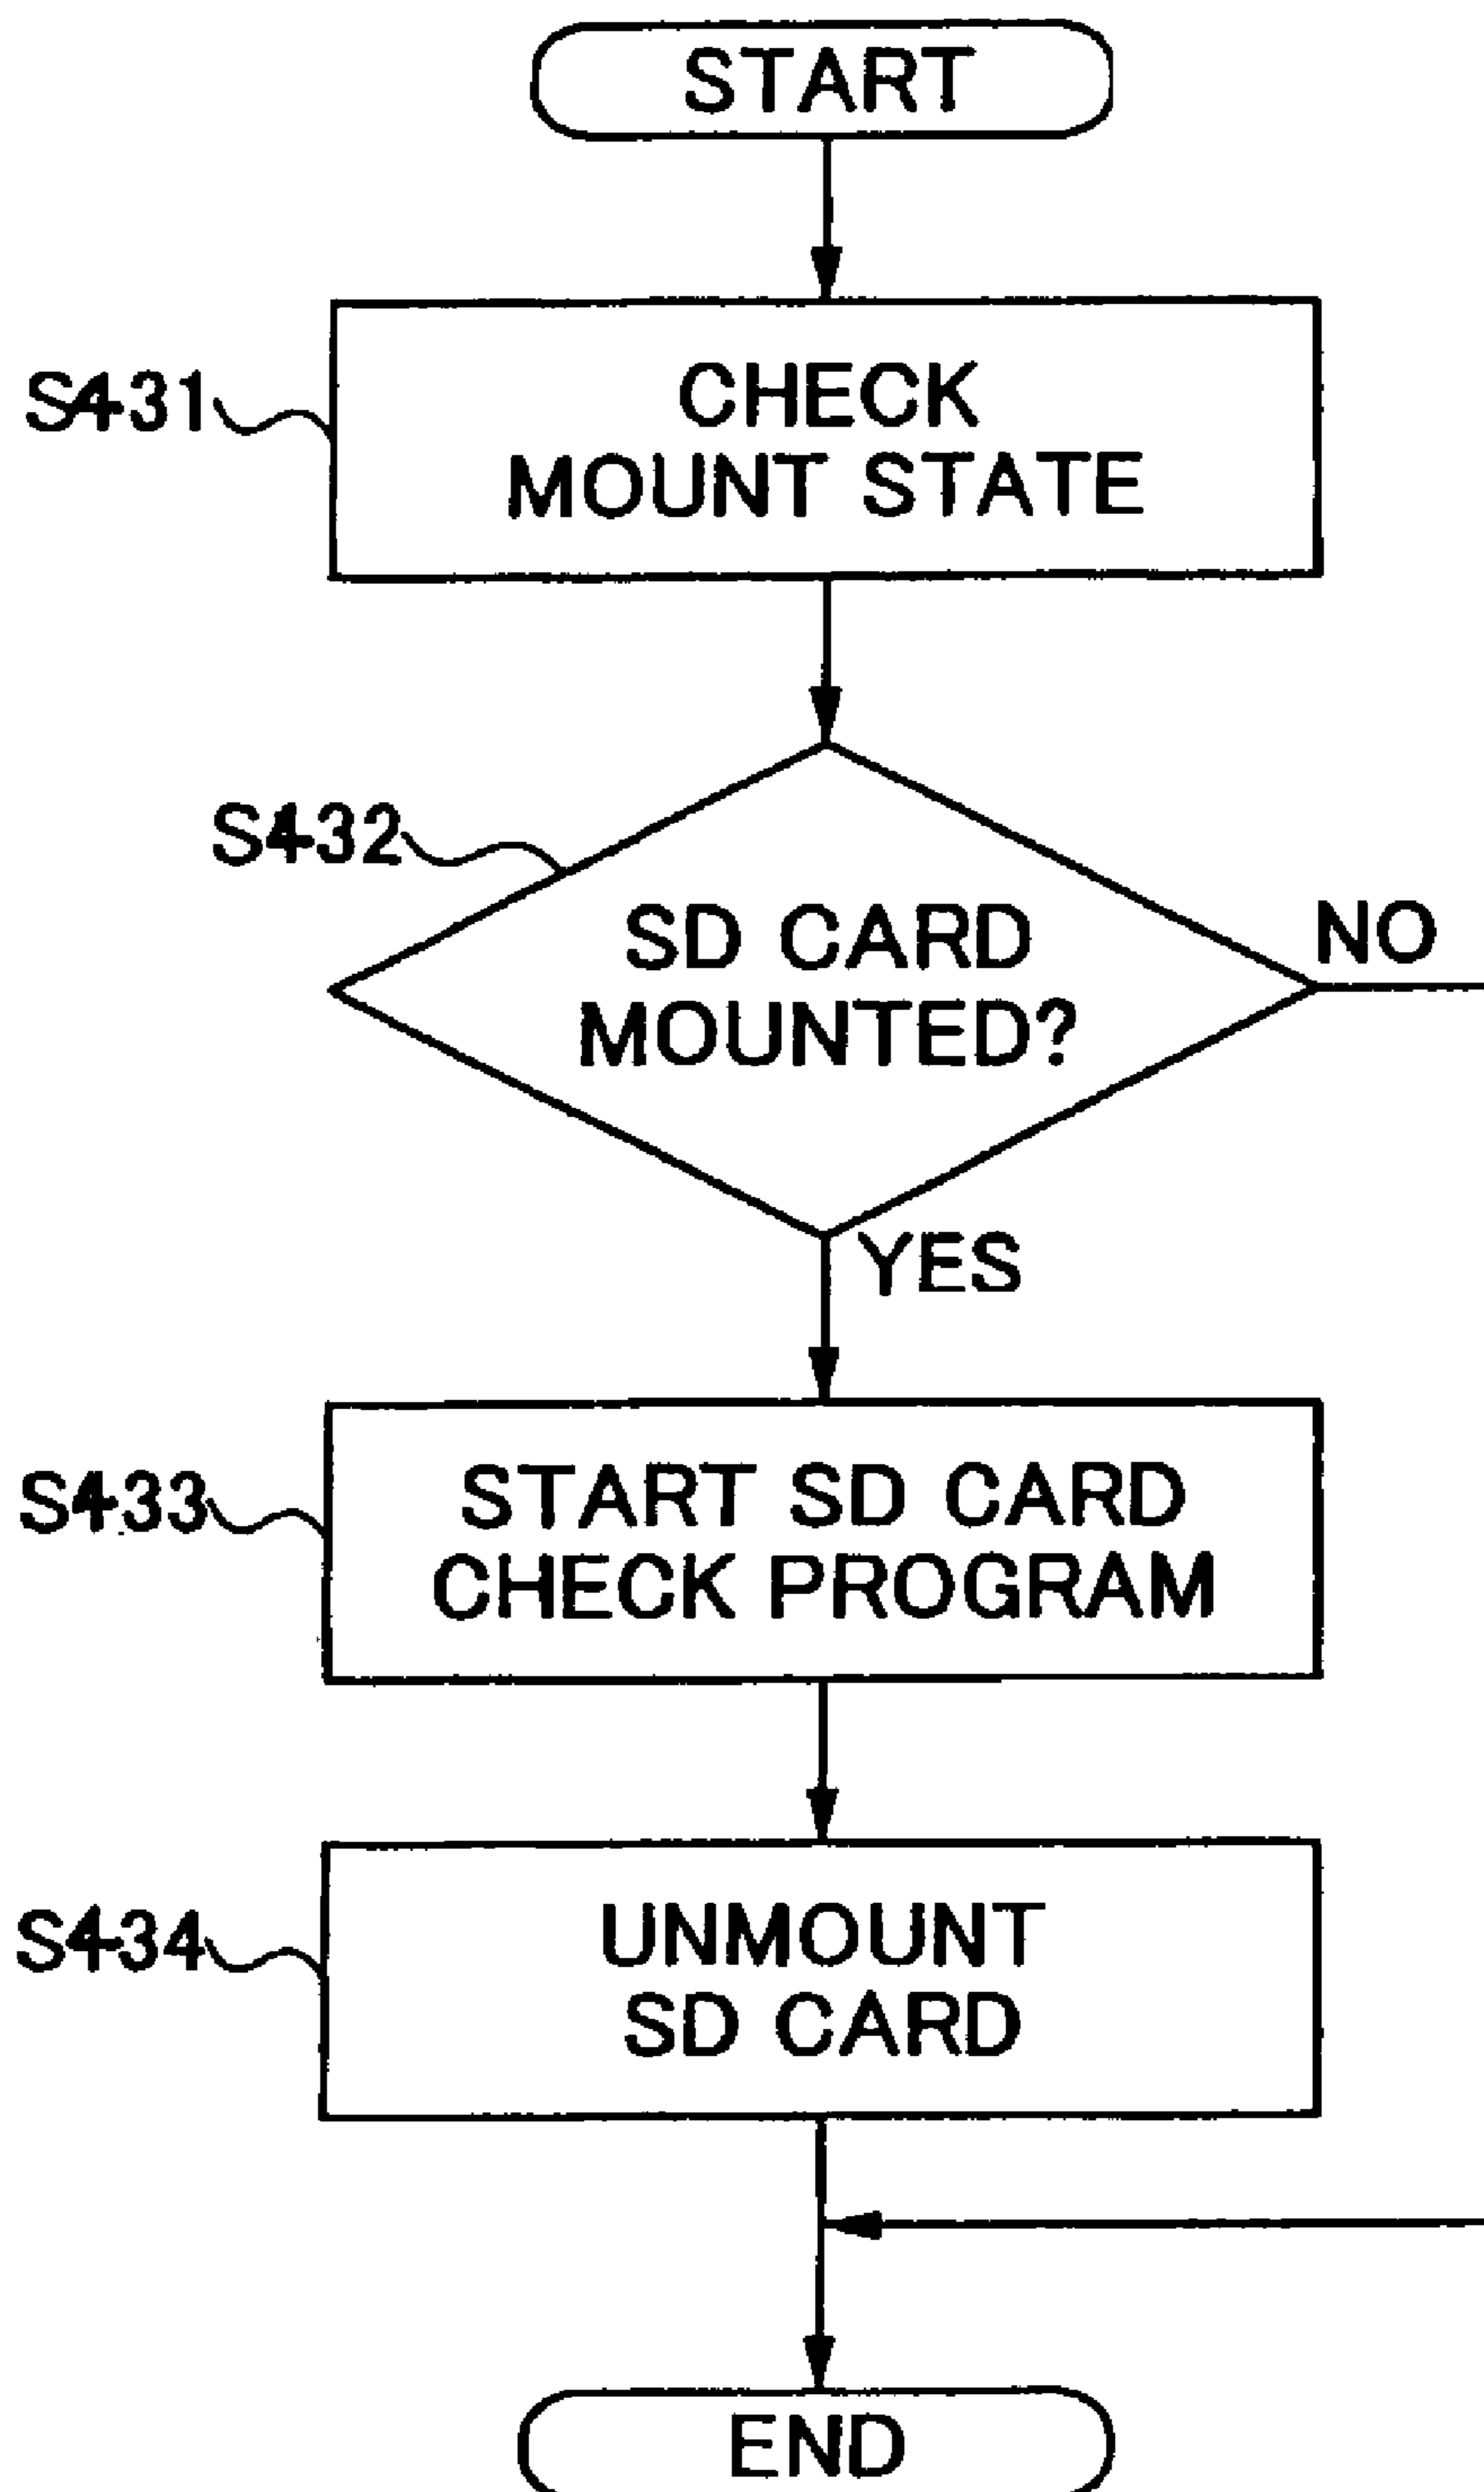 START
S431
CHECK
MOUNT STATE
S432
SD CARD
MOUNTED?
NO
YES
S433
START SD CARD
CHECK PROGRAM
S434
UNMOUNT
SD CARD
END